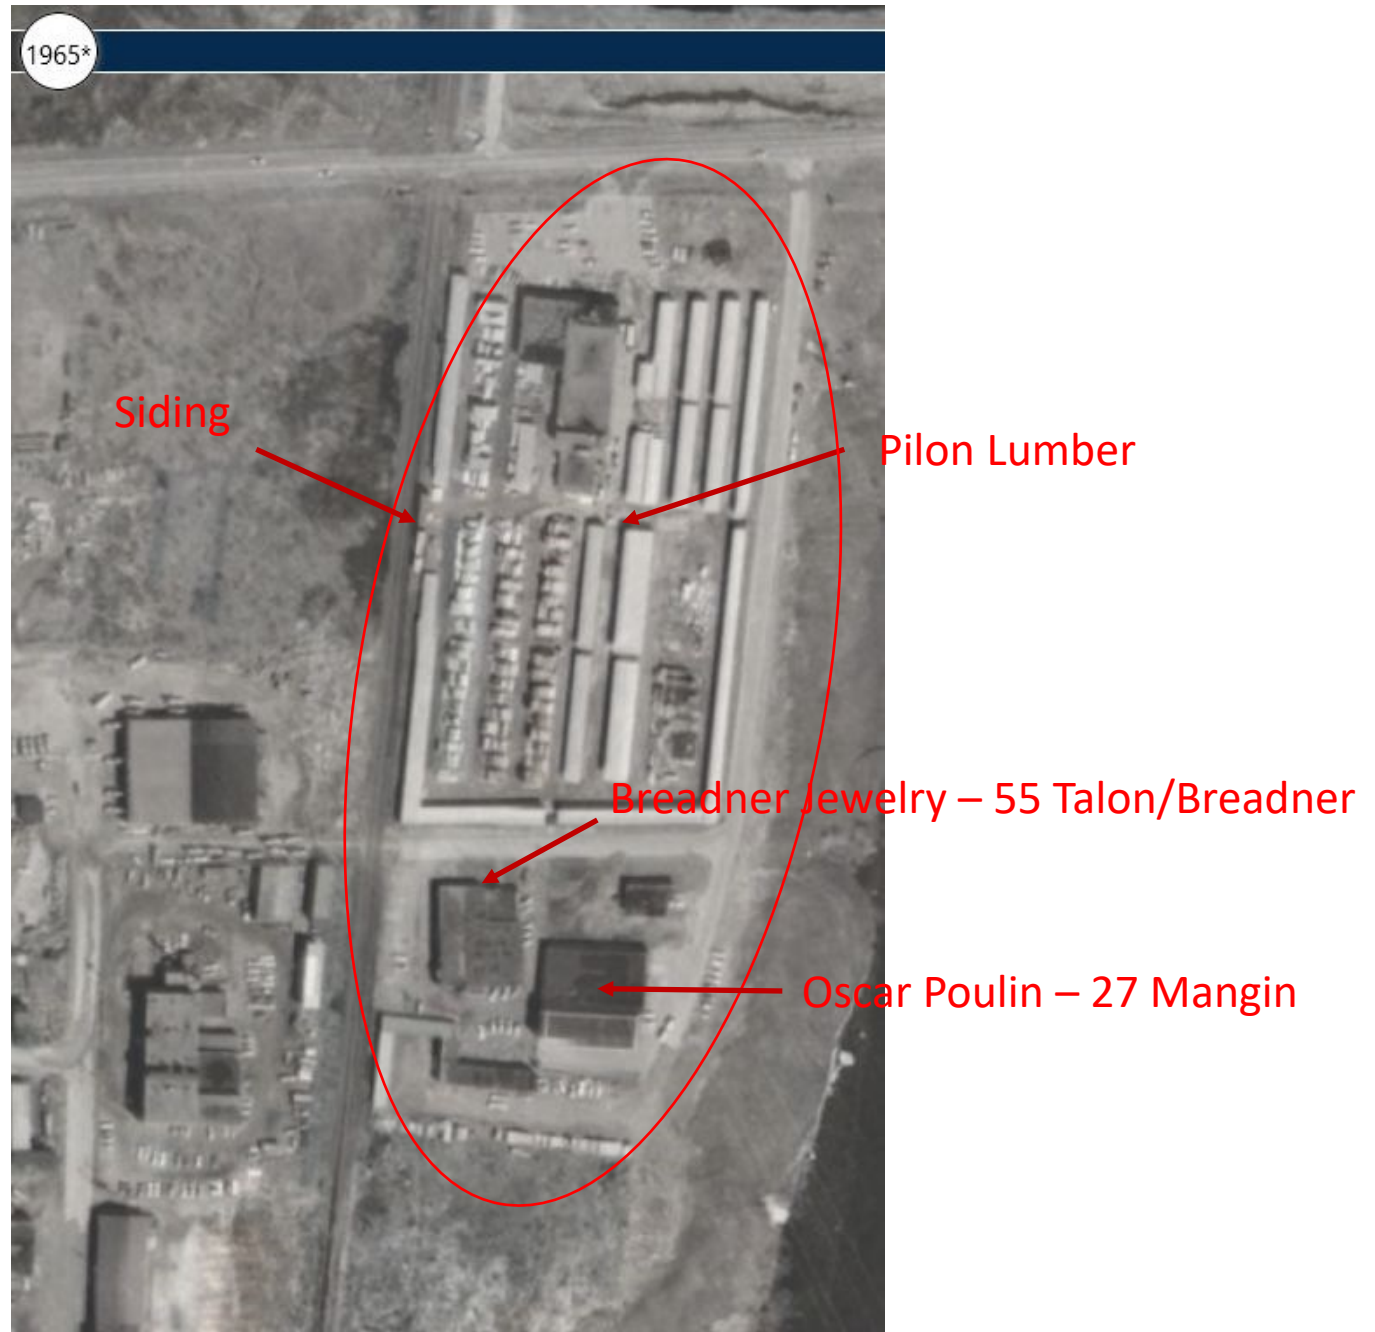 1965*
Siding
Pilon Lumber
Breadner Jewelry – 55 Talon/Breadner
Oscar Poulin – 27 Mangin